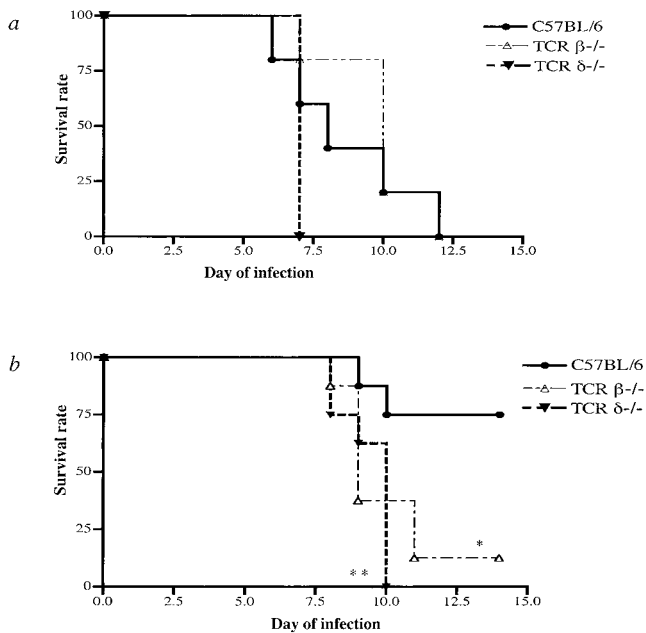 a
C57BL/6
TCR β-/-
TCR δ-/-
Survival rate
100
75
50
25
0
0.0 2.5 5.0 7.5 10.0 12.5 15.0
Day of infection
b
C57BL/6
TCR β-/-
TCR δ-/-
Survival rate
100
75
50
25
0
*
**
0.0 2.5 5.0 7.5 10.0 12.5 15.0
Day of infection